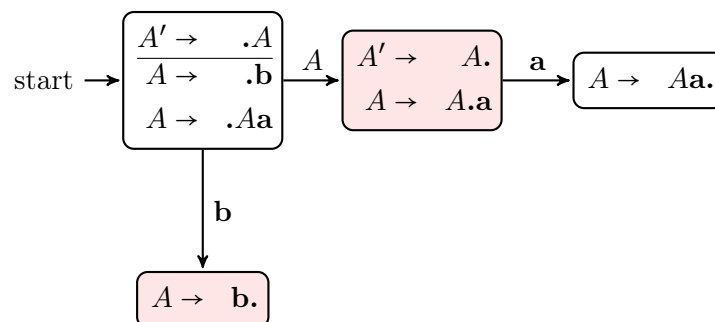 A′ → .A
A → .b
A → .Aa
start
A
A′ → A.
A → A.a
a
A → Aa.
b
A → b.